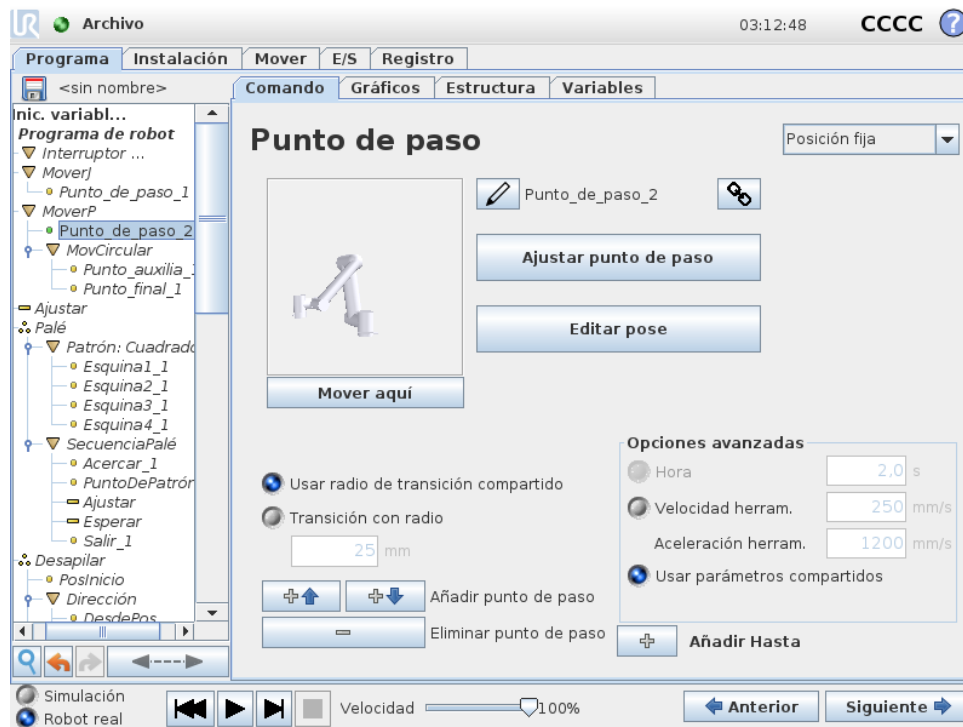 UR Archivo 03:12:48 CCCC ?
Programa Instalación Mover E/S Registro
<sin nombre> Comando Gráficos Estructura Variables
Inic. variabl...
Programa de robot
Interruptor ...
MoverJ
Punto_de_paso_1
MoverP
Punto_de_paso_2
MovCircular
Punto_auxilia_1
Punto_final_1
Ajustar
Palé
Patrón: Cuadrado
Esquina1_1
Esquina2_1
Esquina3_1
Esquina4_1
SecuenciaPalé
Acercar_1
PuntoDePatrón
Ajustar
Esperar
Salir_1
Desapilar
PosInicio
Dirección
DesdePos
Punto de paso
Posición fija
Punto_de_paso_2
Ajustar punto de paso
Editar pose
Mover aquí
Usar radio de transición compartido
Transición con radio
25 mm
Añadir punto de paso
Eliminar punto de paso
Opciones avanzadas
Hora 2,0 s
Velocidad herram. 250 mm/s
Aceleración herram. 1200 mm/s
Usar parámetros compartidos
Añadir Hasta
Simulación
Robot real
Velocidad 100%
Anterior Siguiente